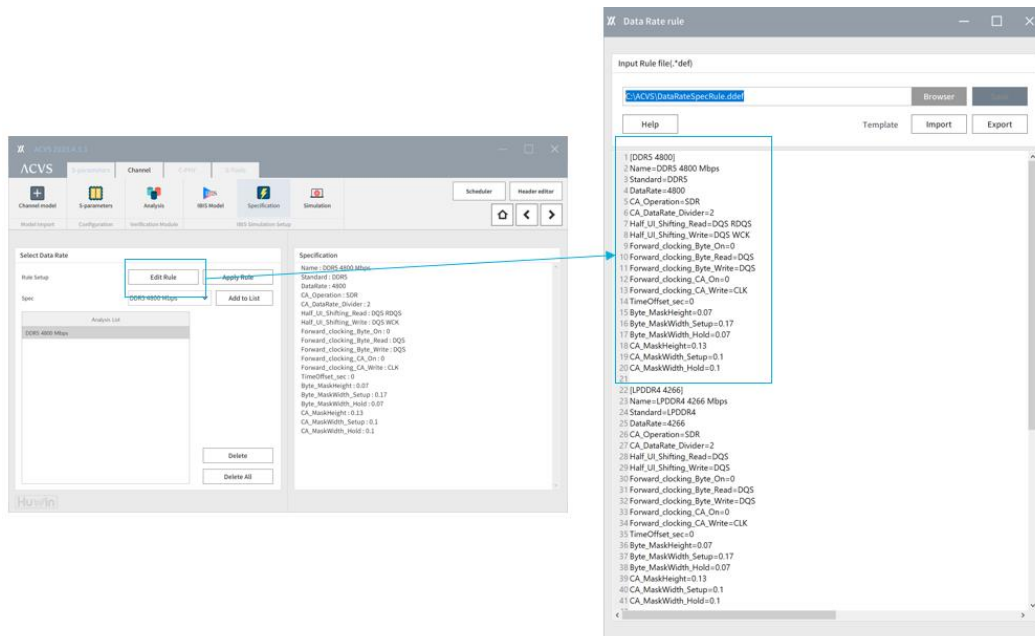 ACVS
Channel
Channel model
S-parameters
Analysis
IBIS Model
Specification
Simulation
Scheduler
Header editor
Model Import
Configuration
Verification Module
IBIS Simulation Setup
Select Data Rate
Rule Setup
Edit Rule
Apply Rule
Spec
DDR5 4800 Mbps
Add to List
Analysis List
DDR5 4800 Mbps
Delete
Delete All
Huwin
Specification
Name : DDR5 4800 Mbps
Standard : DDR5
DataRate : 4800
CA_Operation : SDR
CA_DataRate_Divider : 2
Half_UI_Shifting_Read : DQS RDQS
Half_UI_Shifting_Write : DQS WCK
Forward_clocking_Byte_On : 0
Forward_clocking_Byte_Read : DQS
Forward_clocking_Byte_Write : DQS
Forward_clocking_CA_On : 0
Forward_clocking_CA_Write : CLK
TimeOffset_sec : 0
Byte_MaskHeight : 0.07
Byte_MaskWidth_Setup : 0.17
Byte_MaskWidth_Hold : 0.07
CA_MaskHeight : 0.13
CA_MaskWidth_Setup : 0.1
CA_MaskWidth_Hold : 0.1
Data Rate rule
Input Rule file(.*def)
C:\ACVS\DataRateSpecRule.ddef
Browser
Help
Template
Import
Export
1 [DDR5 4800]
2 Name=DDR5 4800 Mbps
3 Standard=DDR5
4 DataRate=4800
5 CA_Operation=SDR
6 CA_DataRate_Divider=2
7 Half_UI_Shifting_Read=DQS RDQS
8 Half_UI_Shifting_Write=DQS WCK
9 Forward_clocking_Byte_On=0
10 Forward_clocking_Byte_Read=DQS
11 Forward_clocking_Byte_Write=DQS
12 Forward_clocking_CA_On=0
13 Forward_clocking_CA_Write=CLK
14 TimeOffset_sec=0
15 Byte_MaskHeight=0.07
16 Byte_MaskWidth_Setup=0.17
17 Byte_MaskWidth_Hold=0.07
18 CA_MaskHeight=0.13
19 CA_MaskWidth_Setup=0.1
20 CA_MaskWidth_Hold=0.1
21
22 [LPDDR4 4266]
23 Name=LPDDR4 4266 Mbps
24 Standard=LPDDR4
25 DataRate=4266
26 CA_Operation=SDR
27 CA_DataRate_Divider=2
28 Half_UI_Shifting_Read=DQS
29 Half_UI_Shifting_Write=DQS
30 Forward_clocking_Byte_On=0
31 Forward_clocking_Byte_Read=DQS
32 Forward_clocking_Byte_Write=DQS
33 Forward_clocking_CA_On=0
34 Forward_clocking_CA_Write=CLK
35 TimeOffset_sec=0
36 Byte_MaskHeight=0.07
37 Byte_MaskWidth_Setup=0.17
38 Byte_MaskWidth_Hold=0.07
39 CA_MaskHeight=0.13
40 CA_MaskWidth_Setup=0.1
41 CA_MaskWidth_Hold=0.1